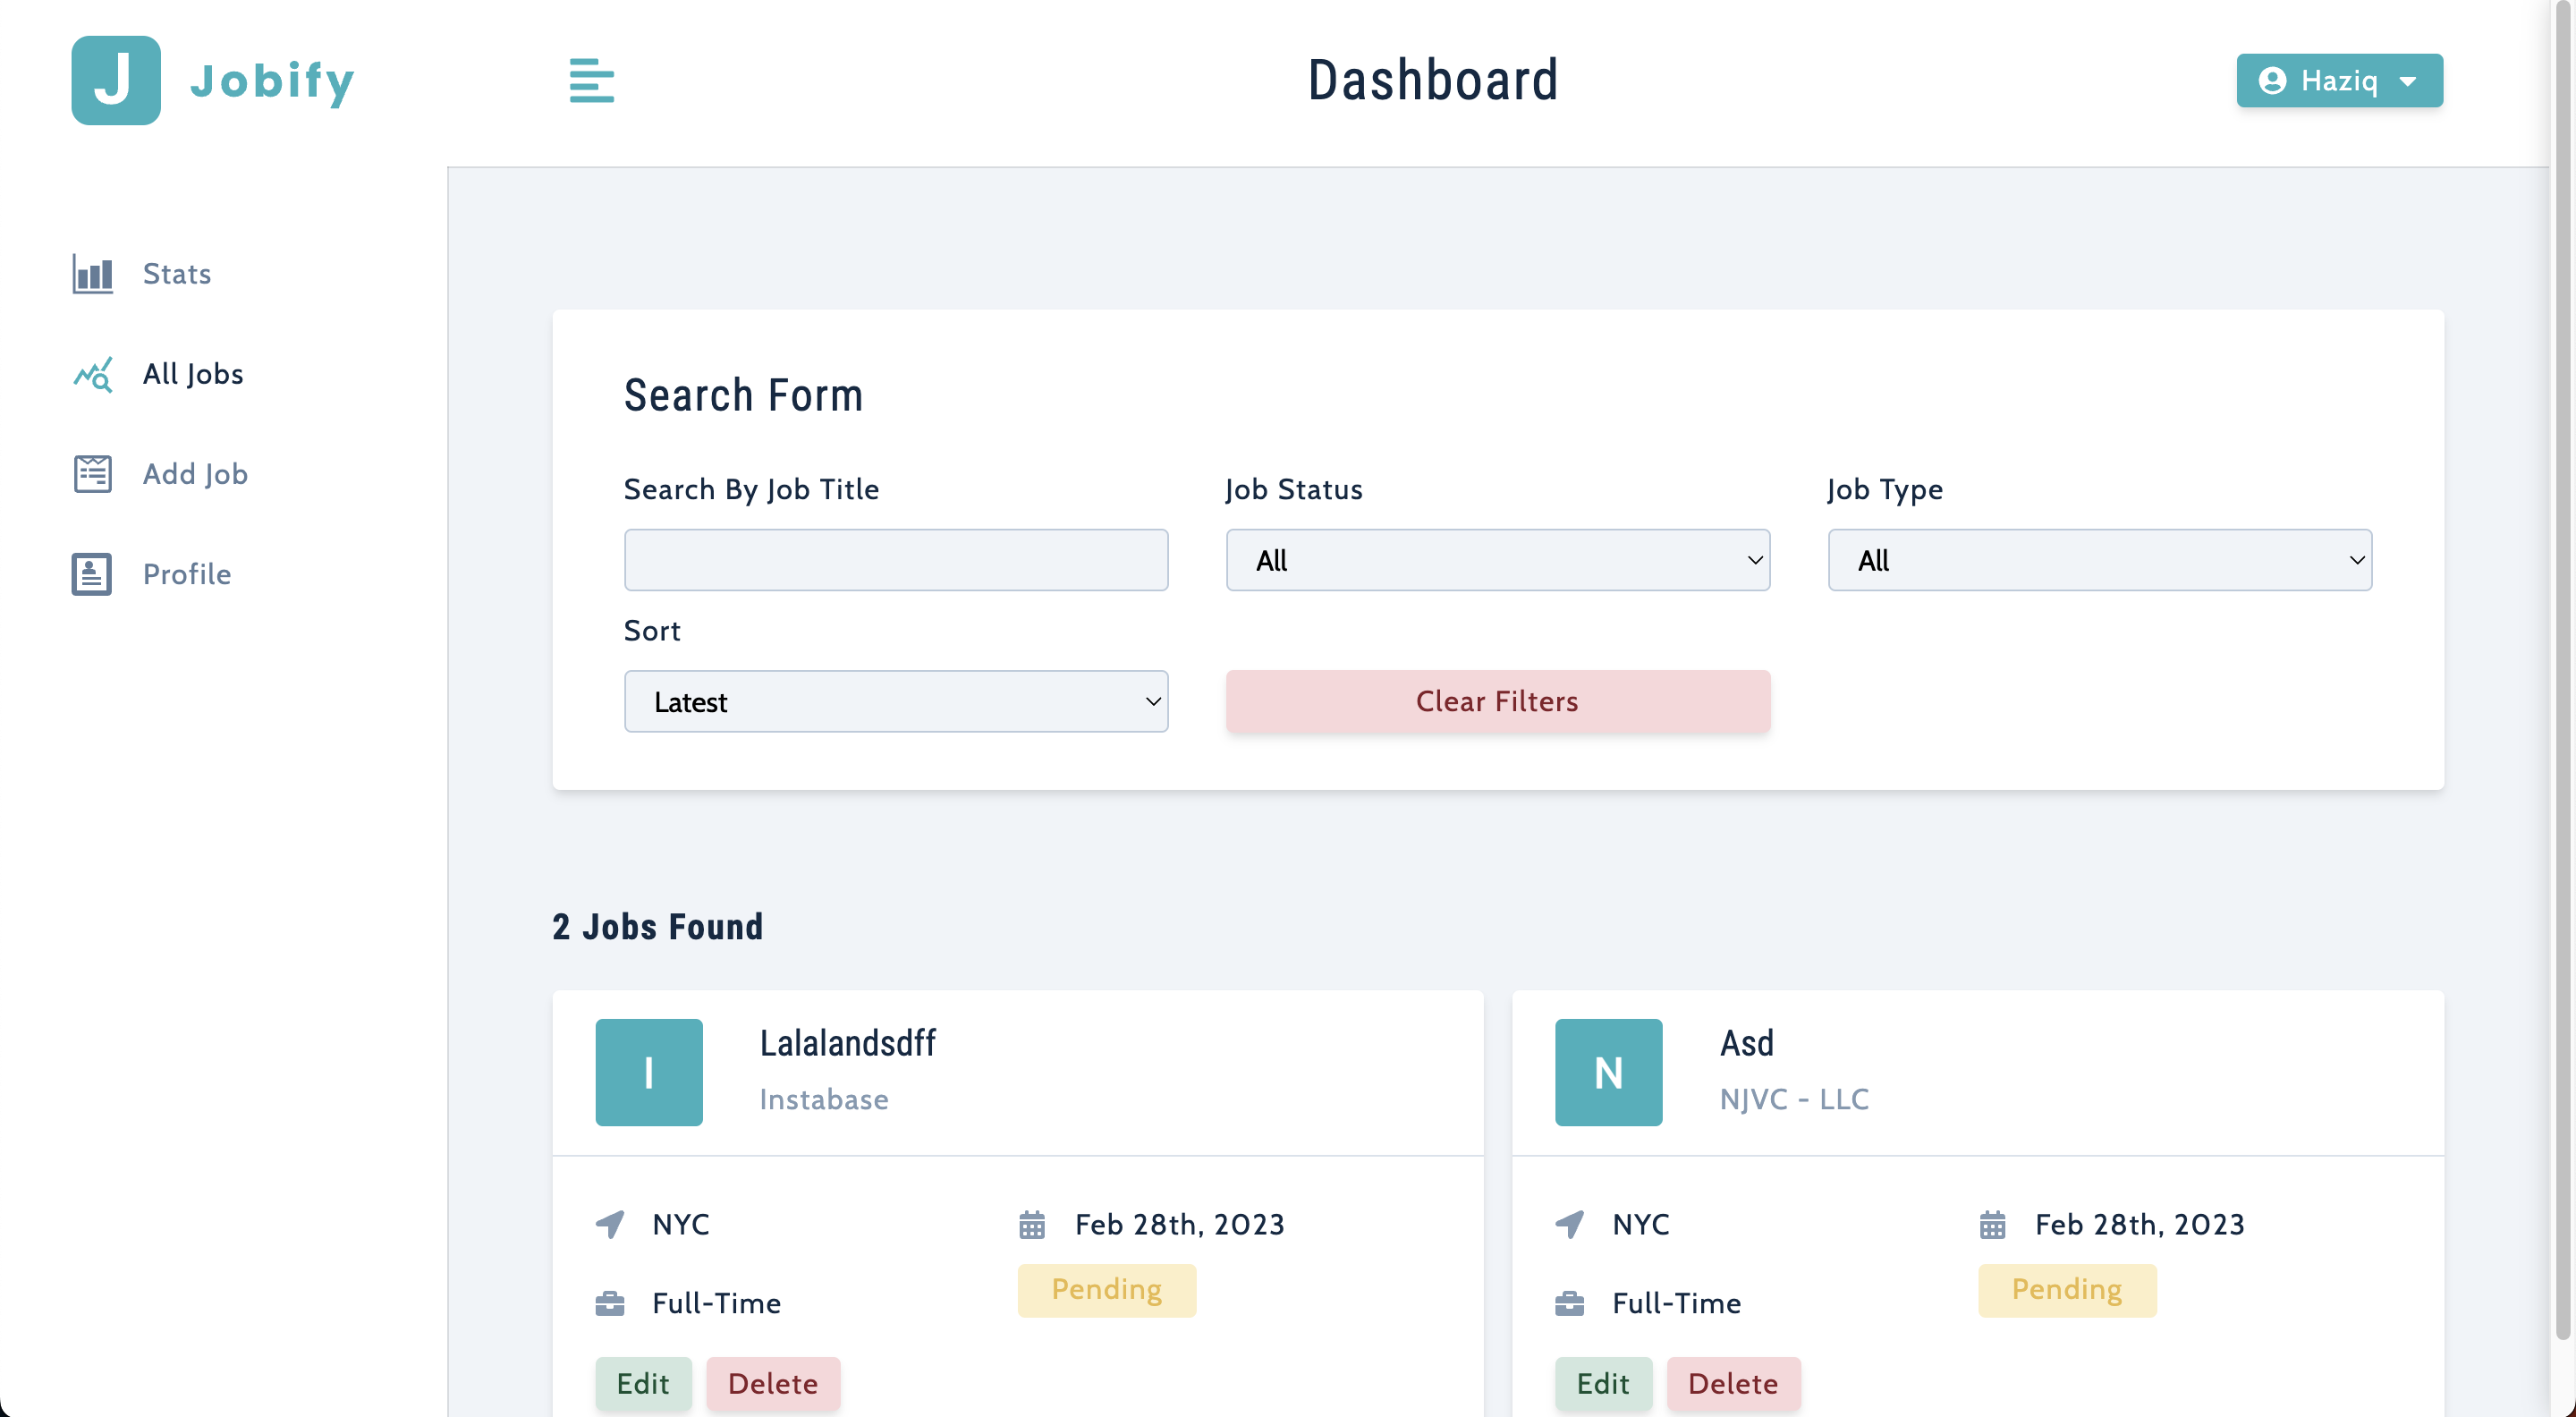 J Jobify
Dashboard
Haziq
Stats
All Jobs
Add Job
Profile
Search Form
Search By Job Title
Job Status
Job Type
All
All
Sort
Latest
Clear Filters
2 Jobs Found
I
Lalalandsdff
Instabase
NYC
Feb 28th, 2023
Full-Time
Pending
Edit
Delete
N
Asd
NJVC - LLC
NYC
Feb 28th, 2023
Full-Time
Pending
Edit
Delete